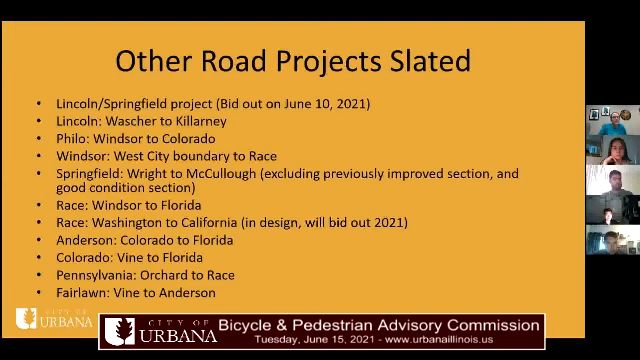 Other Road Projects Slated
• Lincoln/Springfield project (Bid out on June 10, 2021)
• Lincoln: Wascher to Killarney
• Philo: Windsor to Colorado
• Windsor: West City boundary to Race
• Springfield: Wright to McCullough (excluding previously improved section, and
good condition section)
• Race: Windsor to Florida
• Race: Washington to California (in design, will bid out 2021)
• Anderson: Colorado to Florida
• Colorado: Vine to Florida
• Pennsylvania: Orchard to Race
• Fairlawn: Vine to Anderson
CITY OF
URBANA
CITY OF
URBANA
Bicycle & Pedestrian Advisory Commission
Tuesday, June 15, 2021 - www.urbanaillinois.us